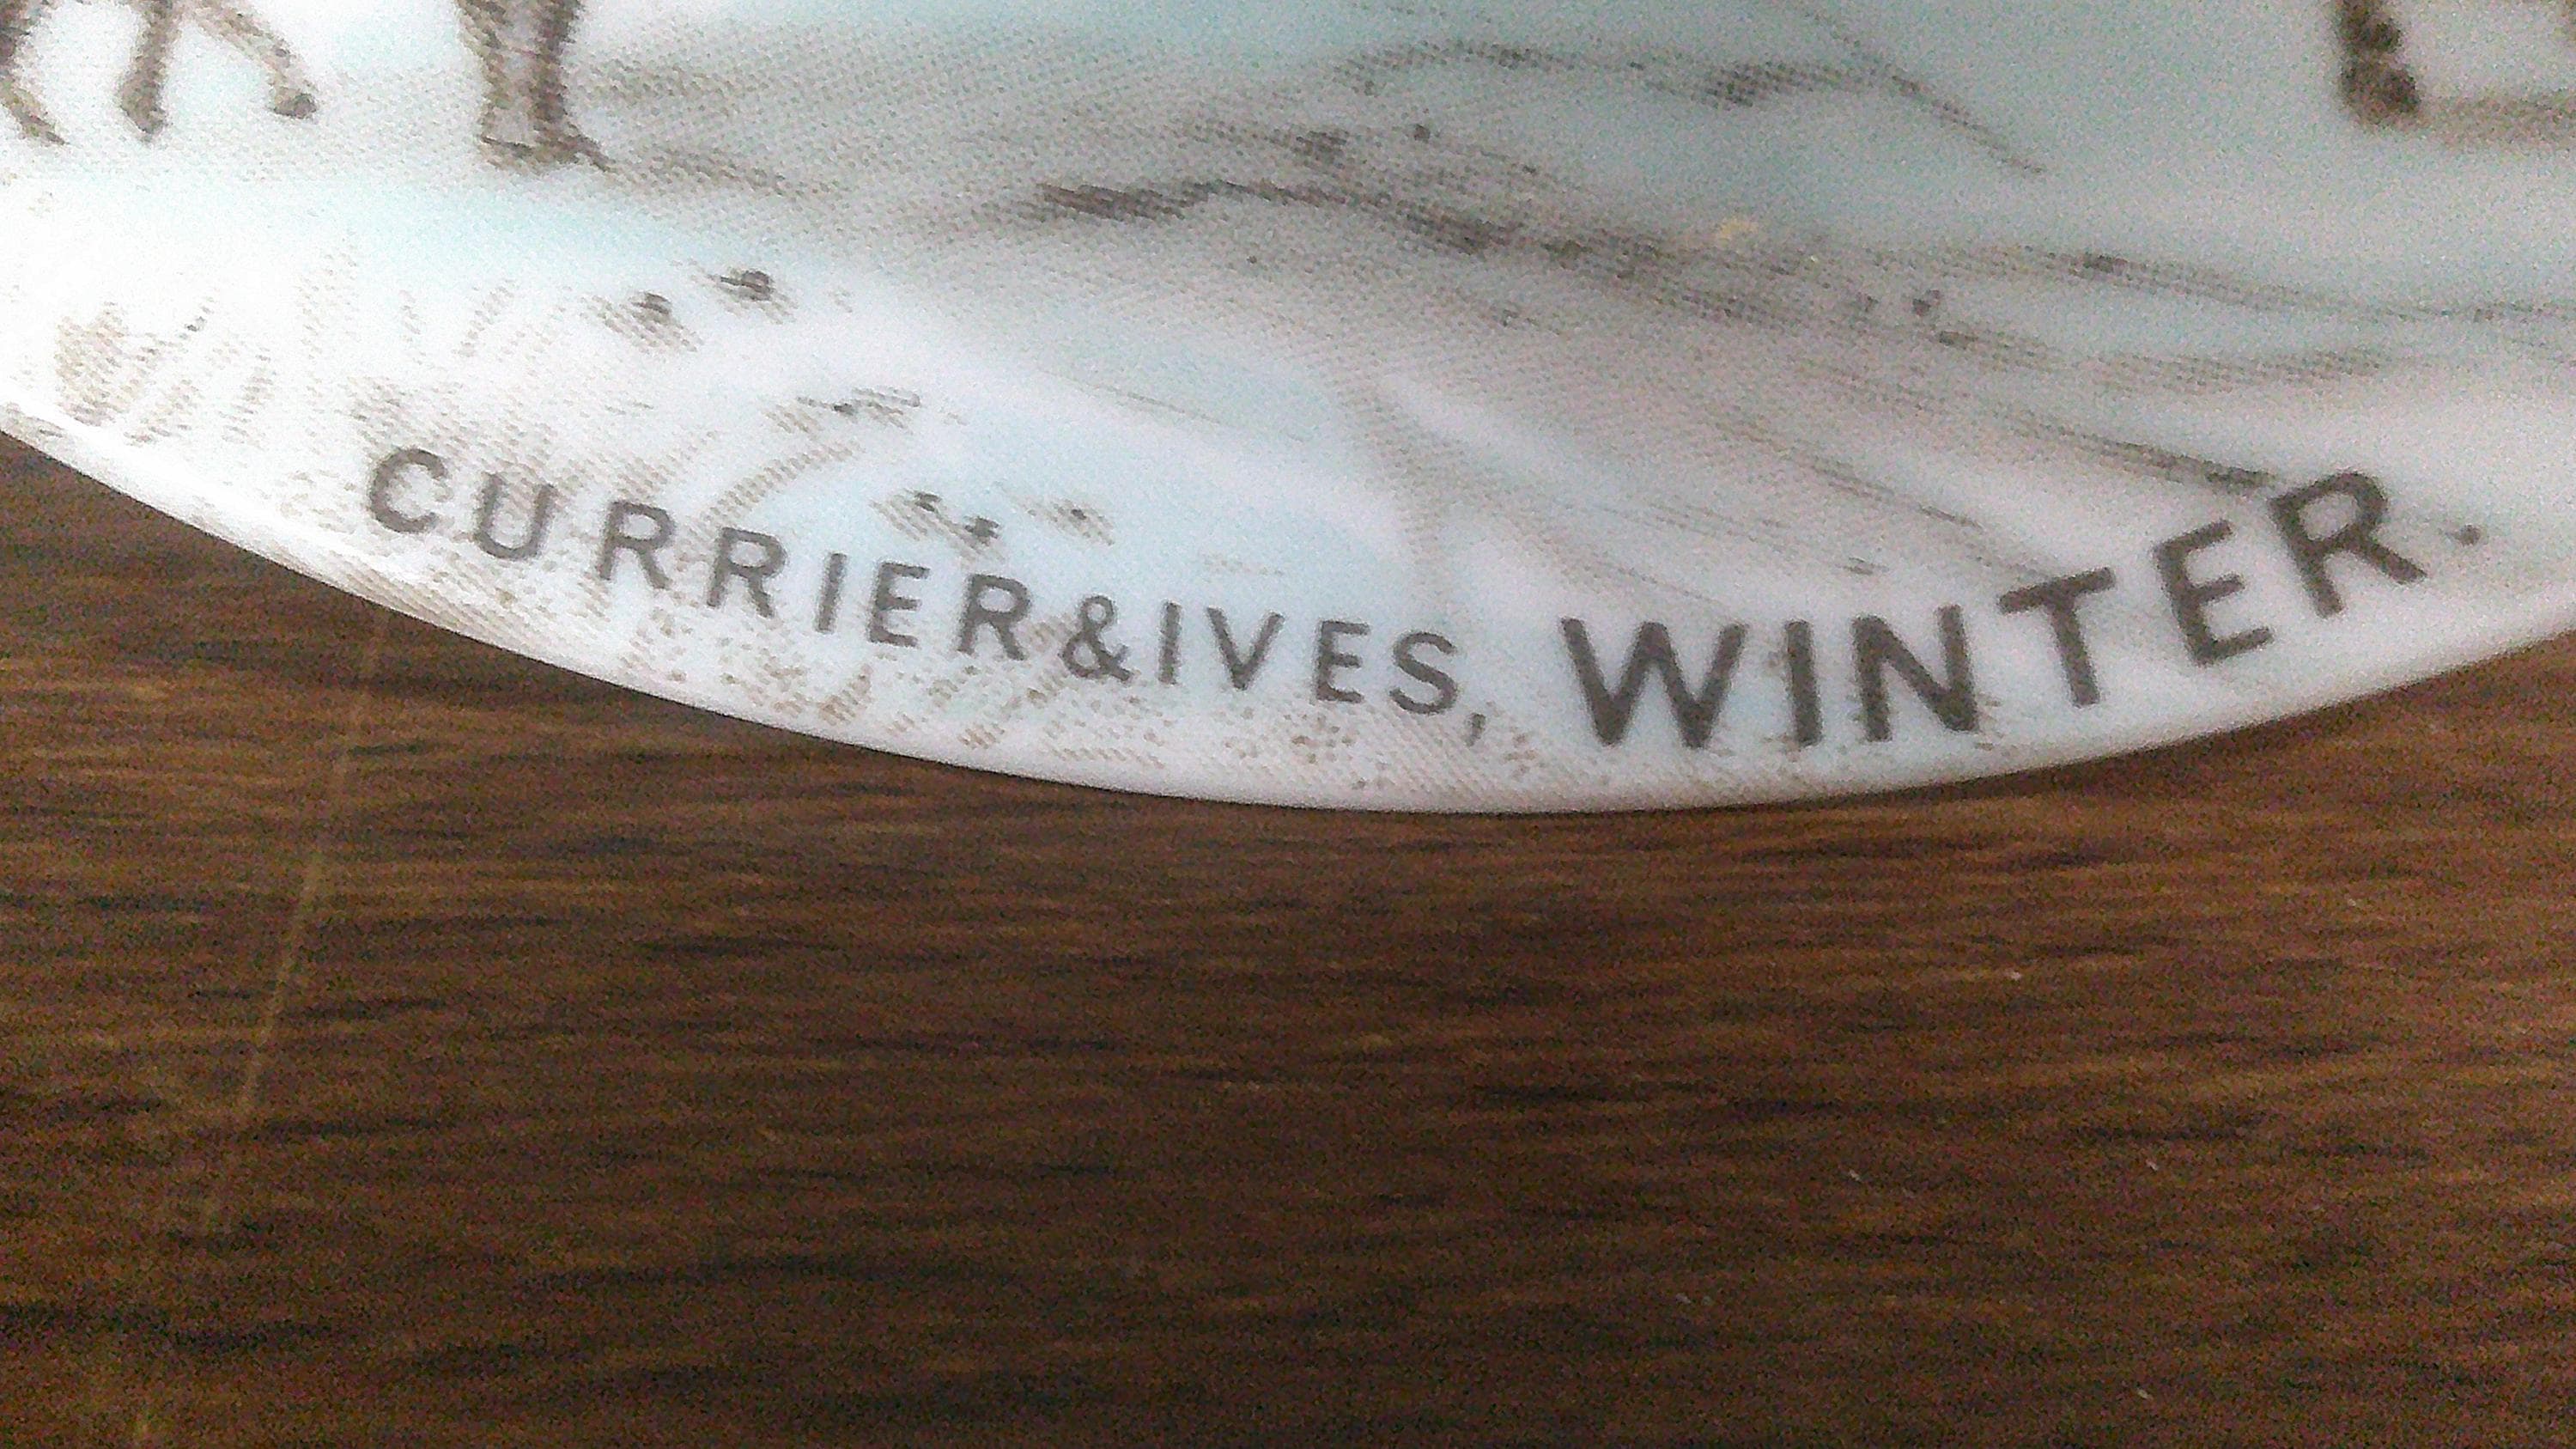 CURRIER & IVES, WINTER.